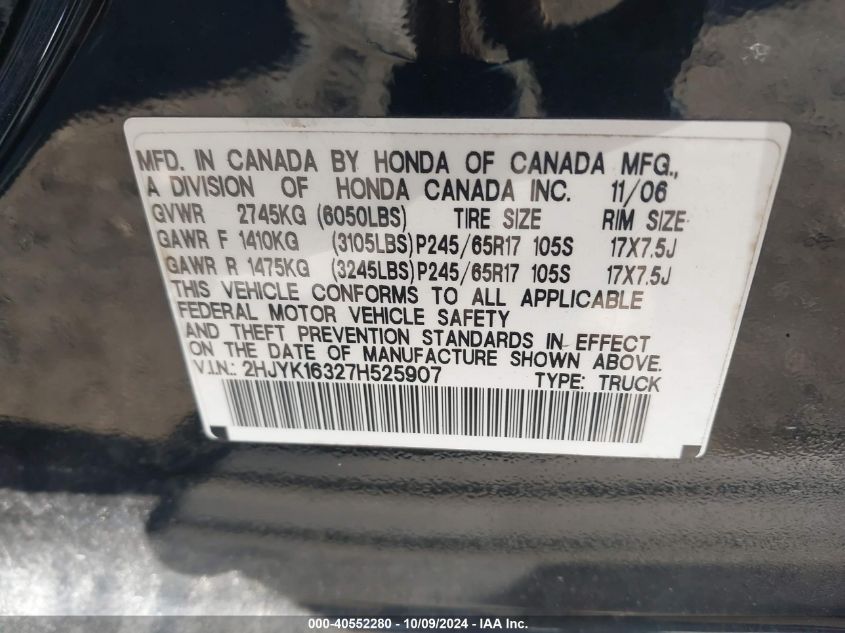 MFD. IN CANADA BY HONDA OF CANADA MFG.,
A DIVISION OF HONDA CANADA INC. 11/06
GVWR 2745KG (6050LBS) TIRE SIZE RIM SIZE
GAWR F 1410KG (3105LBS) P245/65R17 105S 17X7.5J
GAWR R 1475KG (3245LBS) P245/65R17 105S 17X7.5J
THIS VEHICLE CONFORMS TO ALL APPLICABLE
FEDERAL MOTOR VEHICLE SAFETY
AND THEFT PREVENTION STANDARDS IN EFFECT
ON THE DATE OF MANUFACTURE SHOWN ABOVE.
V.I.N.: 2HJYK16327H525907 TYPE: TRUCK
000-40552280 - 10/09/2024 - IAA Inc.